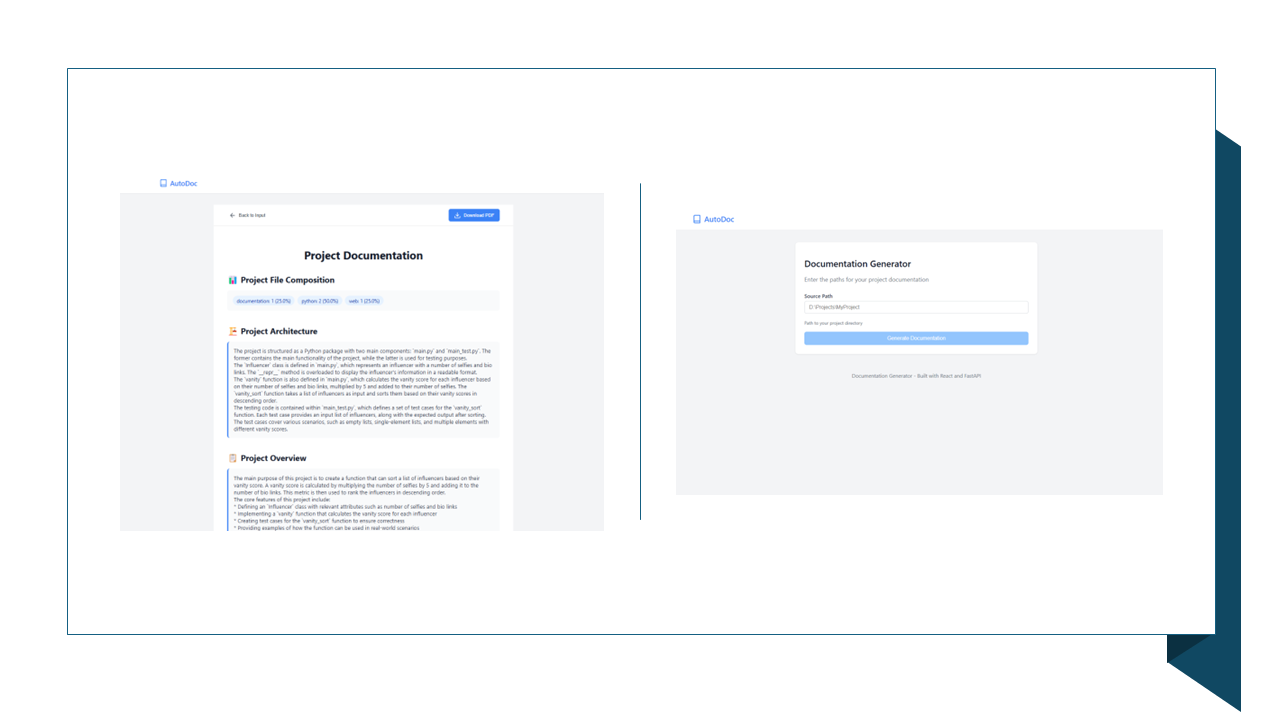 AutoDoc
Back to Input
Download PDF
Project Documentation
Project File Composition
documentation 1 (25.0%) python 2 (50.0%) web 1 (25.0%)
Project Architecture
The project is structured as a Python package with two main components: `main.py` and `main_test.py`. The
former contains the main functionality of the project, while the latter is used for testing purposes.
The `Influencer` class is defined in `main.py`, which represents an influencer with a number of selfies and bio
links. The `__repr__` method is overloaded to display the influencer's information in a readable format.
The `vanity` function is also defined in `main.py`, which calculates the vanity score for each influencer based
on their number of selfies and bio links, multiplied by 5 and added to their number of selfies. The
`vanity_sort` function takes a list of influencers as input and sorts them based on their vanity scores in
descending order.
The testing code is contained within `main_test.py`, which defines a set of test cases for the `vanity_sort`
function. Each test case provides an input list of influencers, along with the expected output after sorting.
The test cases cover various scenarios, such as empty lists, single-element lists, and multiple elements with
different vanity scores.
Project Overview
The main purpose of this project is to create a function that can sort a list of influencers based on their
vanity score. A vanity score is calculated by multiplying the number of selfies by 5 and adding it to the
number of bio links. This metric is then used to rank the influencers in descending order.
The core features of this project include:
* Defining an `Influencer` class with relevant attributes such as number of selfies and bio links
* Implementing a `vanity` function that calculates the vanity score for each influencer
* Creating test cases for the `vanity_sort` function to ensure correctness
* Providing examples of how the function can be used in real-world scenarios
AutoDoc
Documentation Generator
Enter the paths for your project documentation
Source Path
D:\Projects\MyProject
Path to your project directory
Generate Documentation
Documentation Generator - Built with React and FastAPI